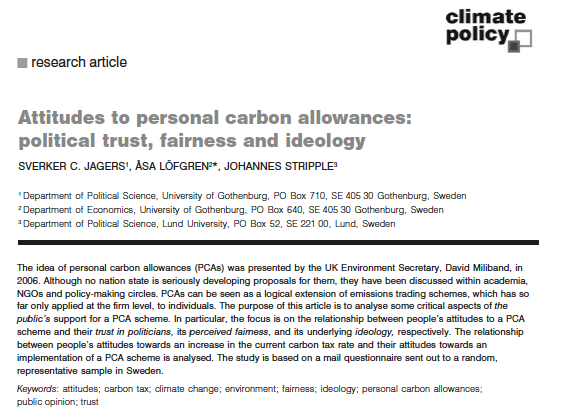 climate
policy
research article
Attitudes to personal carbon allowances:
political trust, fairness and ideology
SVERKER C. JAGERS¹, ÅSA LÖFGREN²*, JOHANNES STRIPPLE³
¹ Department of Political Science, University of Gothenburg, PO Box 710, SE 405 30 Gothenburg, Sweden
² Department of Economics, University of Gothenburg, PO Box 640, SE 405 30 Gothenburg, Sweden
³ Department of Political Science, Lund University, PO Box 52, SE 221 00, Lund, Sweden
The idea of personal carbon allowances (PCAs) was presented by the UK Environment Secretary, David Miliband, in
2006. Although no nation state is seriously developing proposals for them, they have been discussed within academia,
NGOs and policy-making circles. PCAs can be seen as a logical extension of emissions trading schemes, which has so
far only applied at the firm level, to individuals. The purpose of this article is to analyse some critical aspects of the
public's support for a PCA scheme. In particular, the focus is on the relationship between people's attitudes to a PCA
scheme and their trust in politicians, its perceived fairness, and its underlying ideology, respectively. The relationship
between people's attitudes towards an increase in the current carbon tax rate and their attitudes towards an
implementation of a PCA scheme is analysed. The study is based on a mail questionnaire sent out to a random,
representative sample in Sweden.
Keywords: attitudes; carbon tax; climate change; environment; fairness; ideology; personal carbon allowances;
public opinion; trust